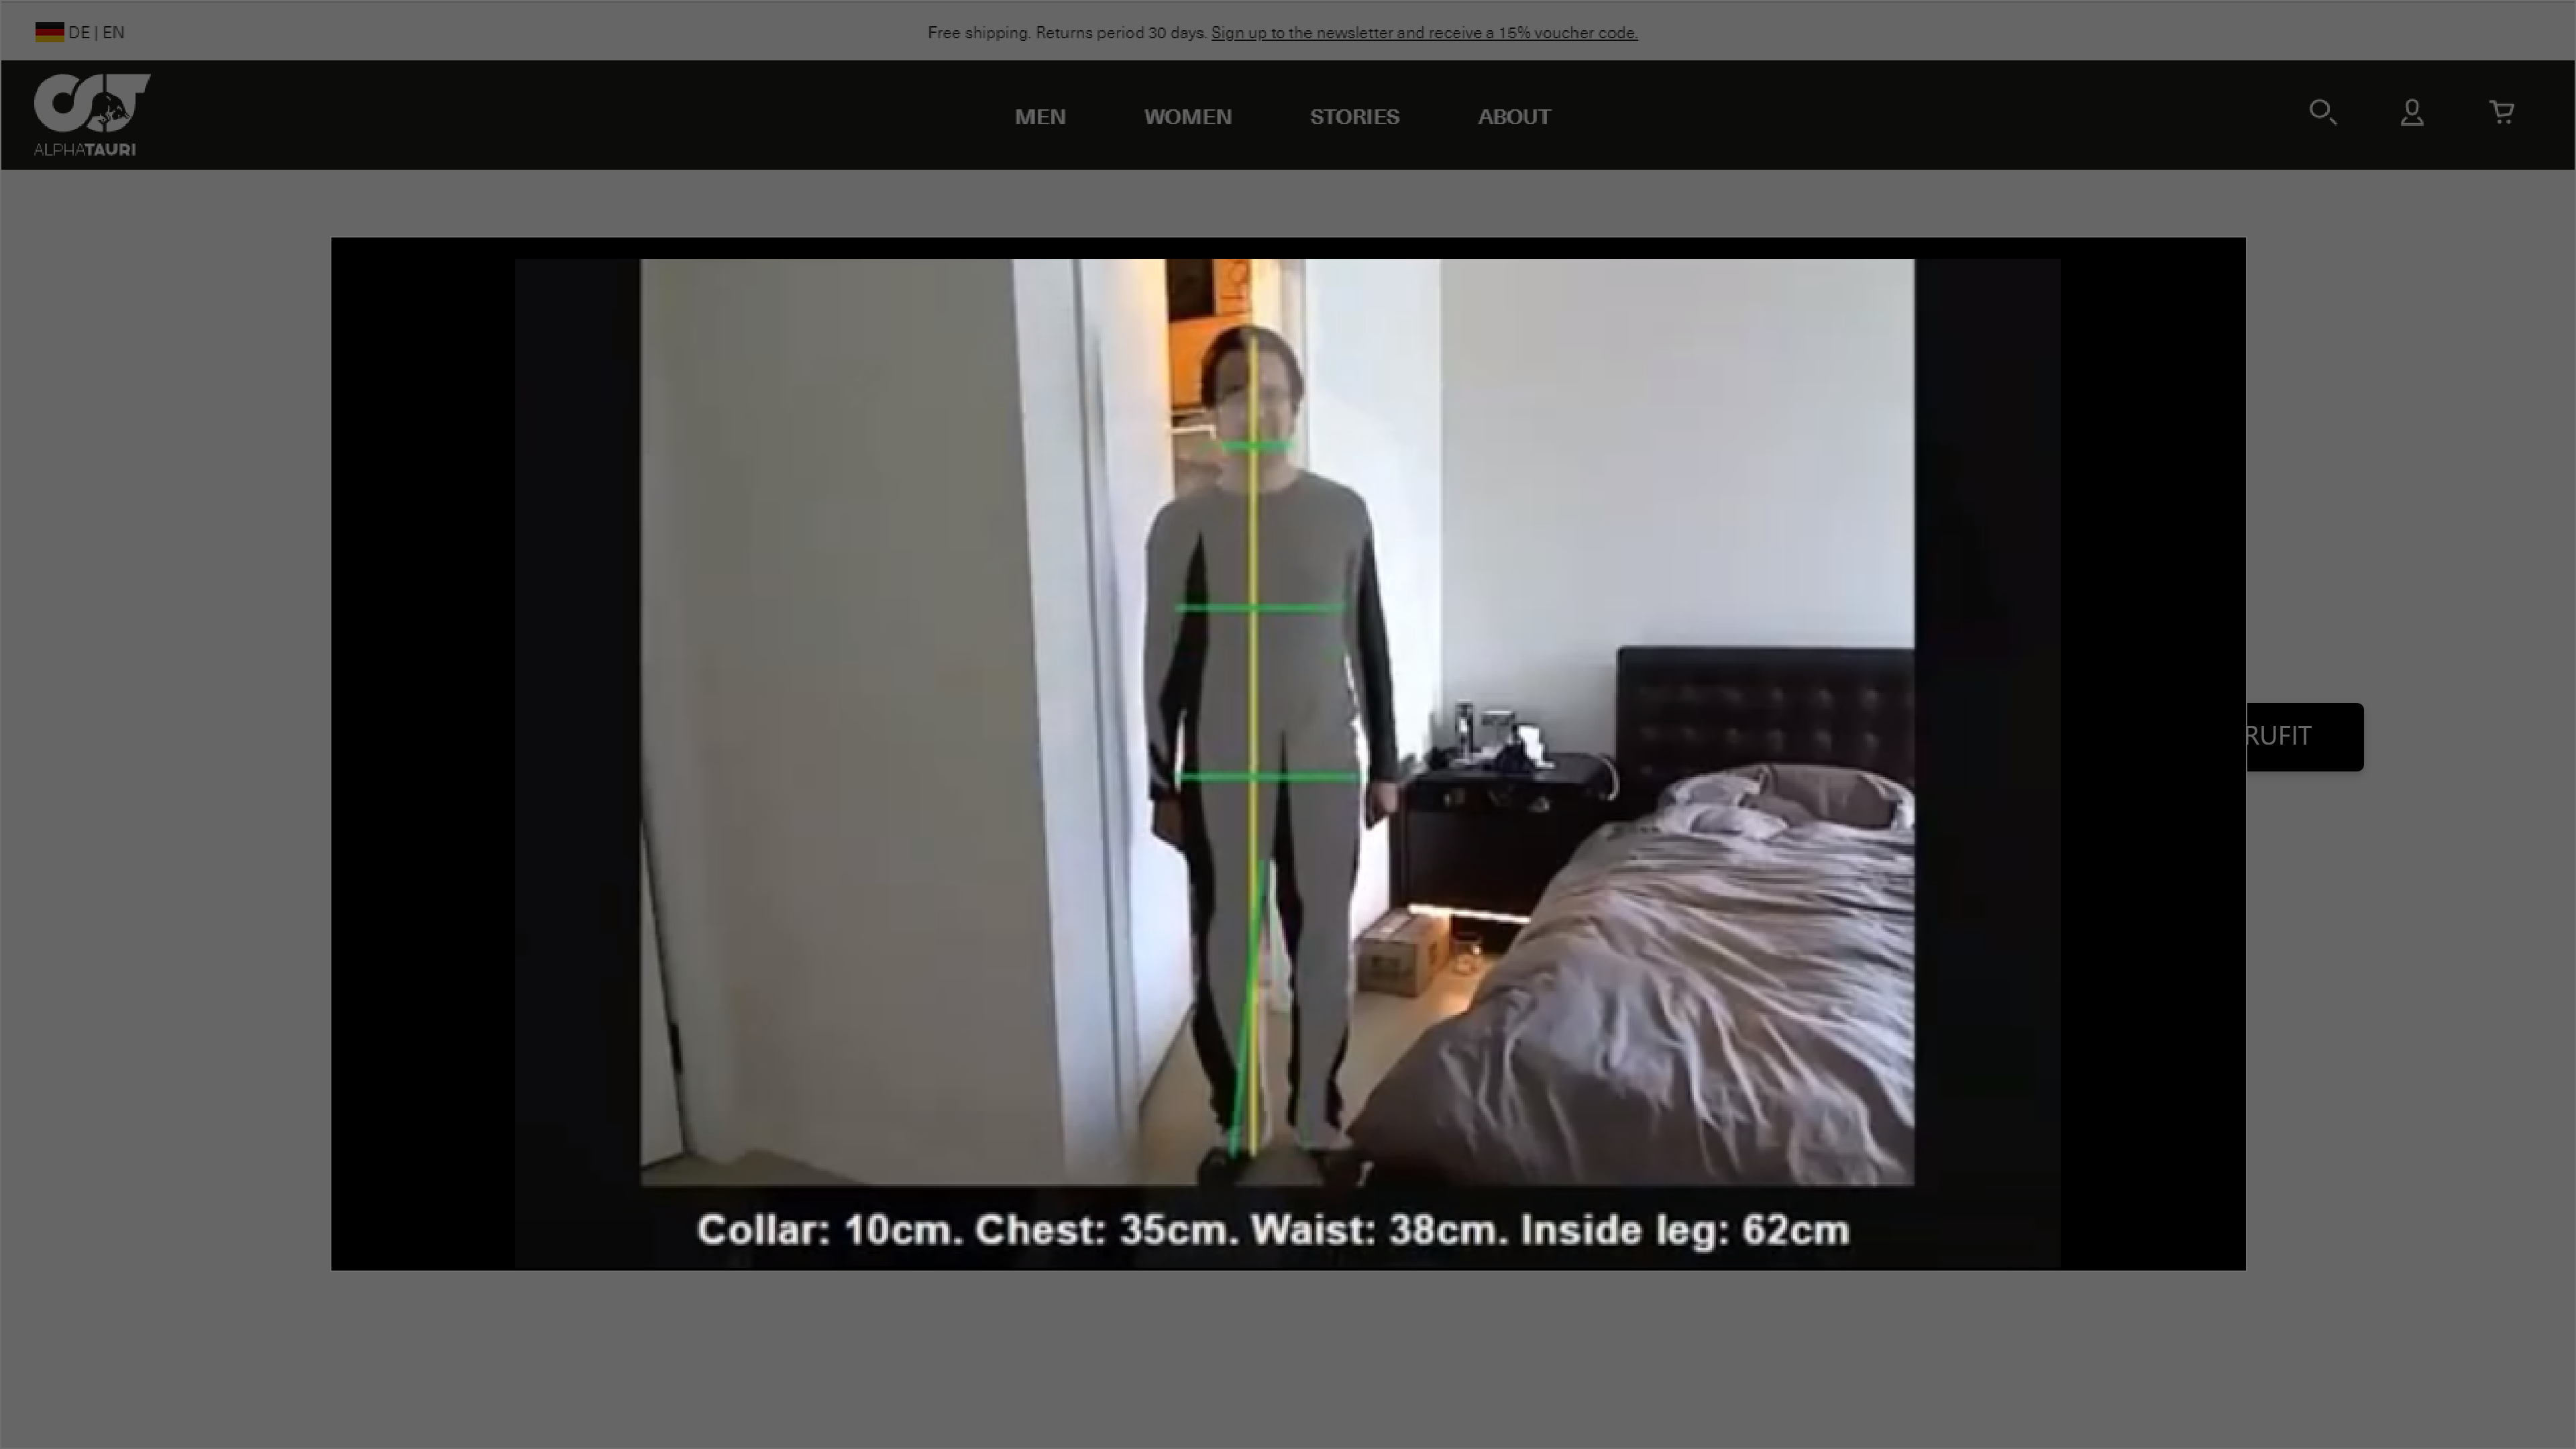 DE | EN
Free shipping. Returns period 30 days. Sign up to the newsletter and receive a 15% voucher code.
ALPHATAURI
MEN
WOMEN
STORIES
ABOUT
RUFIT
Collar: 10cm. Chest: 35cm. Waist: 38cm. Inside leg: 62cm